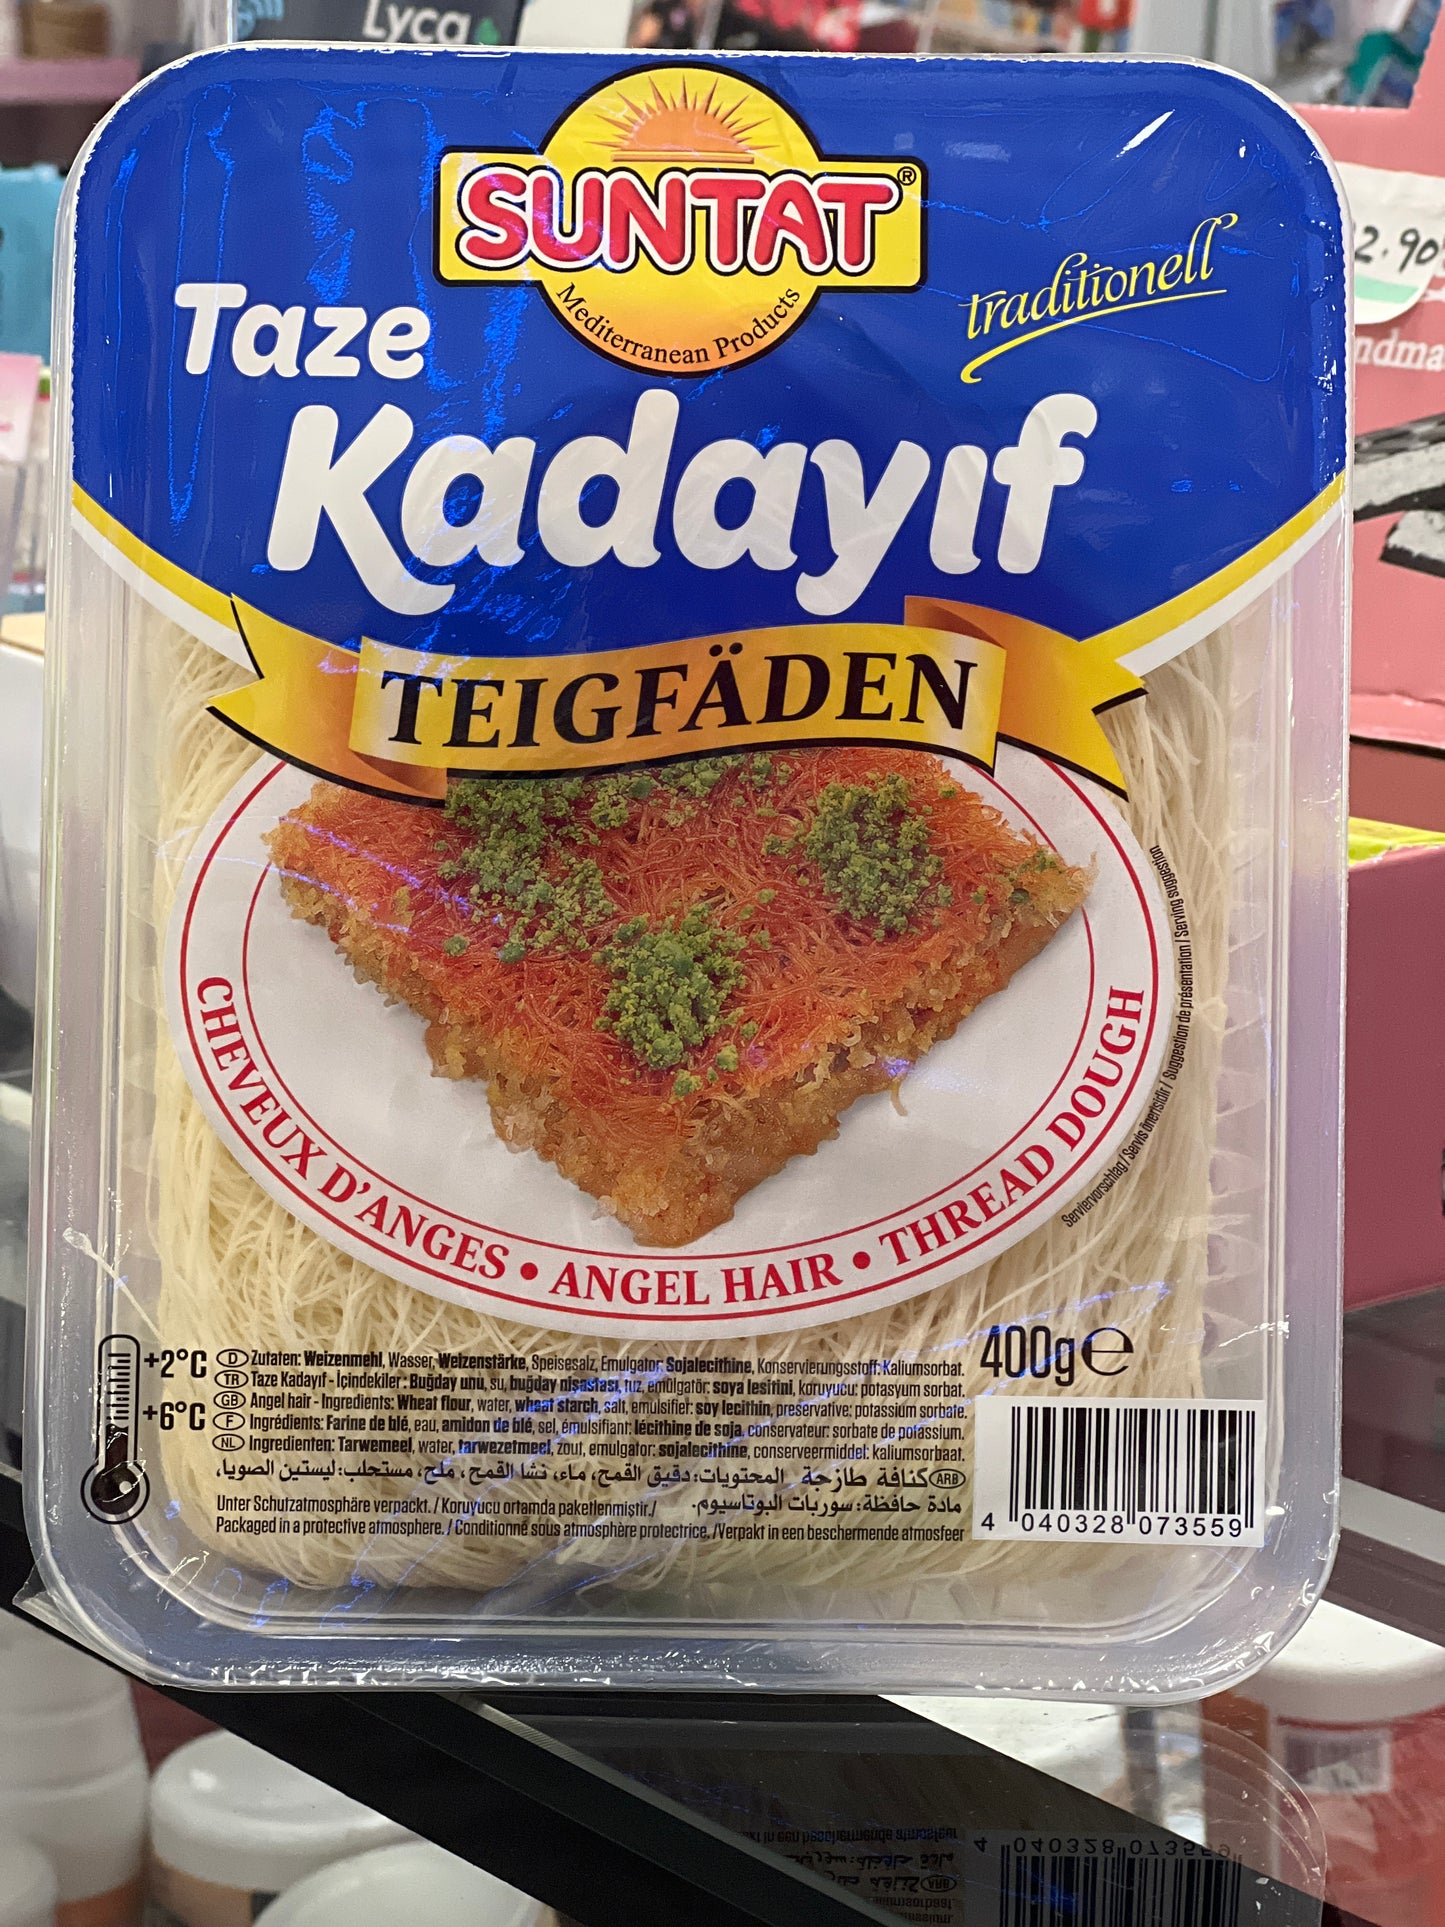 Lyca
SUNTAT®
Mediterranean Products
traditionell
Taze
Kadayıf
TEIGFÄDEN
CHEVEUX D'ANGES • ANGEL HAIR • THREAD DOUGH
Serviervorschlag / Servis önerisidir / Suggestion de présentation / Serving suggestion
400g e
+2°C
+6°C
D Zutaten: Weizenmehl, Wasser, Weizenstärke, Speisesalz, Emulgator: Sojalecithine, Konservierungsstoff: Kaliumsorbat.
TR Taze Kadayıf - İçindekiler: Buğday unu, su, buğday nişastası, tuz, emülgatör: soya lesitini, koruyucu: potasyum sorbat.
GB Angel hair - Ingredients: Wheat flour, water, wheat starch, salt, emulsifier: soy lecithin, preservative: potassium sorbate.
F Ingrédients: Farine de blé, eau, amidon de blé, sel, émulsifiant: lécithine de soja, conservateur: sorbate de potassium.
NL Ingredienten: Tarwemeel, water, tarwezetmeel, zout, emulgator: sojalecithine, conserveermiddel: kaliumsorbaat.
ARB كنافة طازجة المحتويات: دقيق القمح، ماء، نشا القمح، ملح، مستحلب: ليستين الصويا،
مادة حافظة: سوربات البوتاسيوم.
Unter Schutzatmosphäre verpackt. / Koruyucu ortamda paketlenmiştir. /
Packaged in a protective atmosphere. / Conditionné sous atmosphère protectrice. /Verpakt in een beschermende atmosfeer
4 040328 073559
2.90
ndma